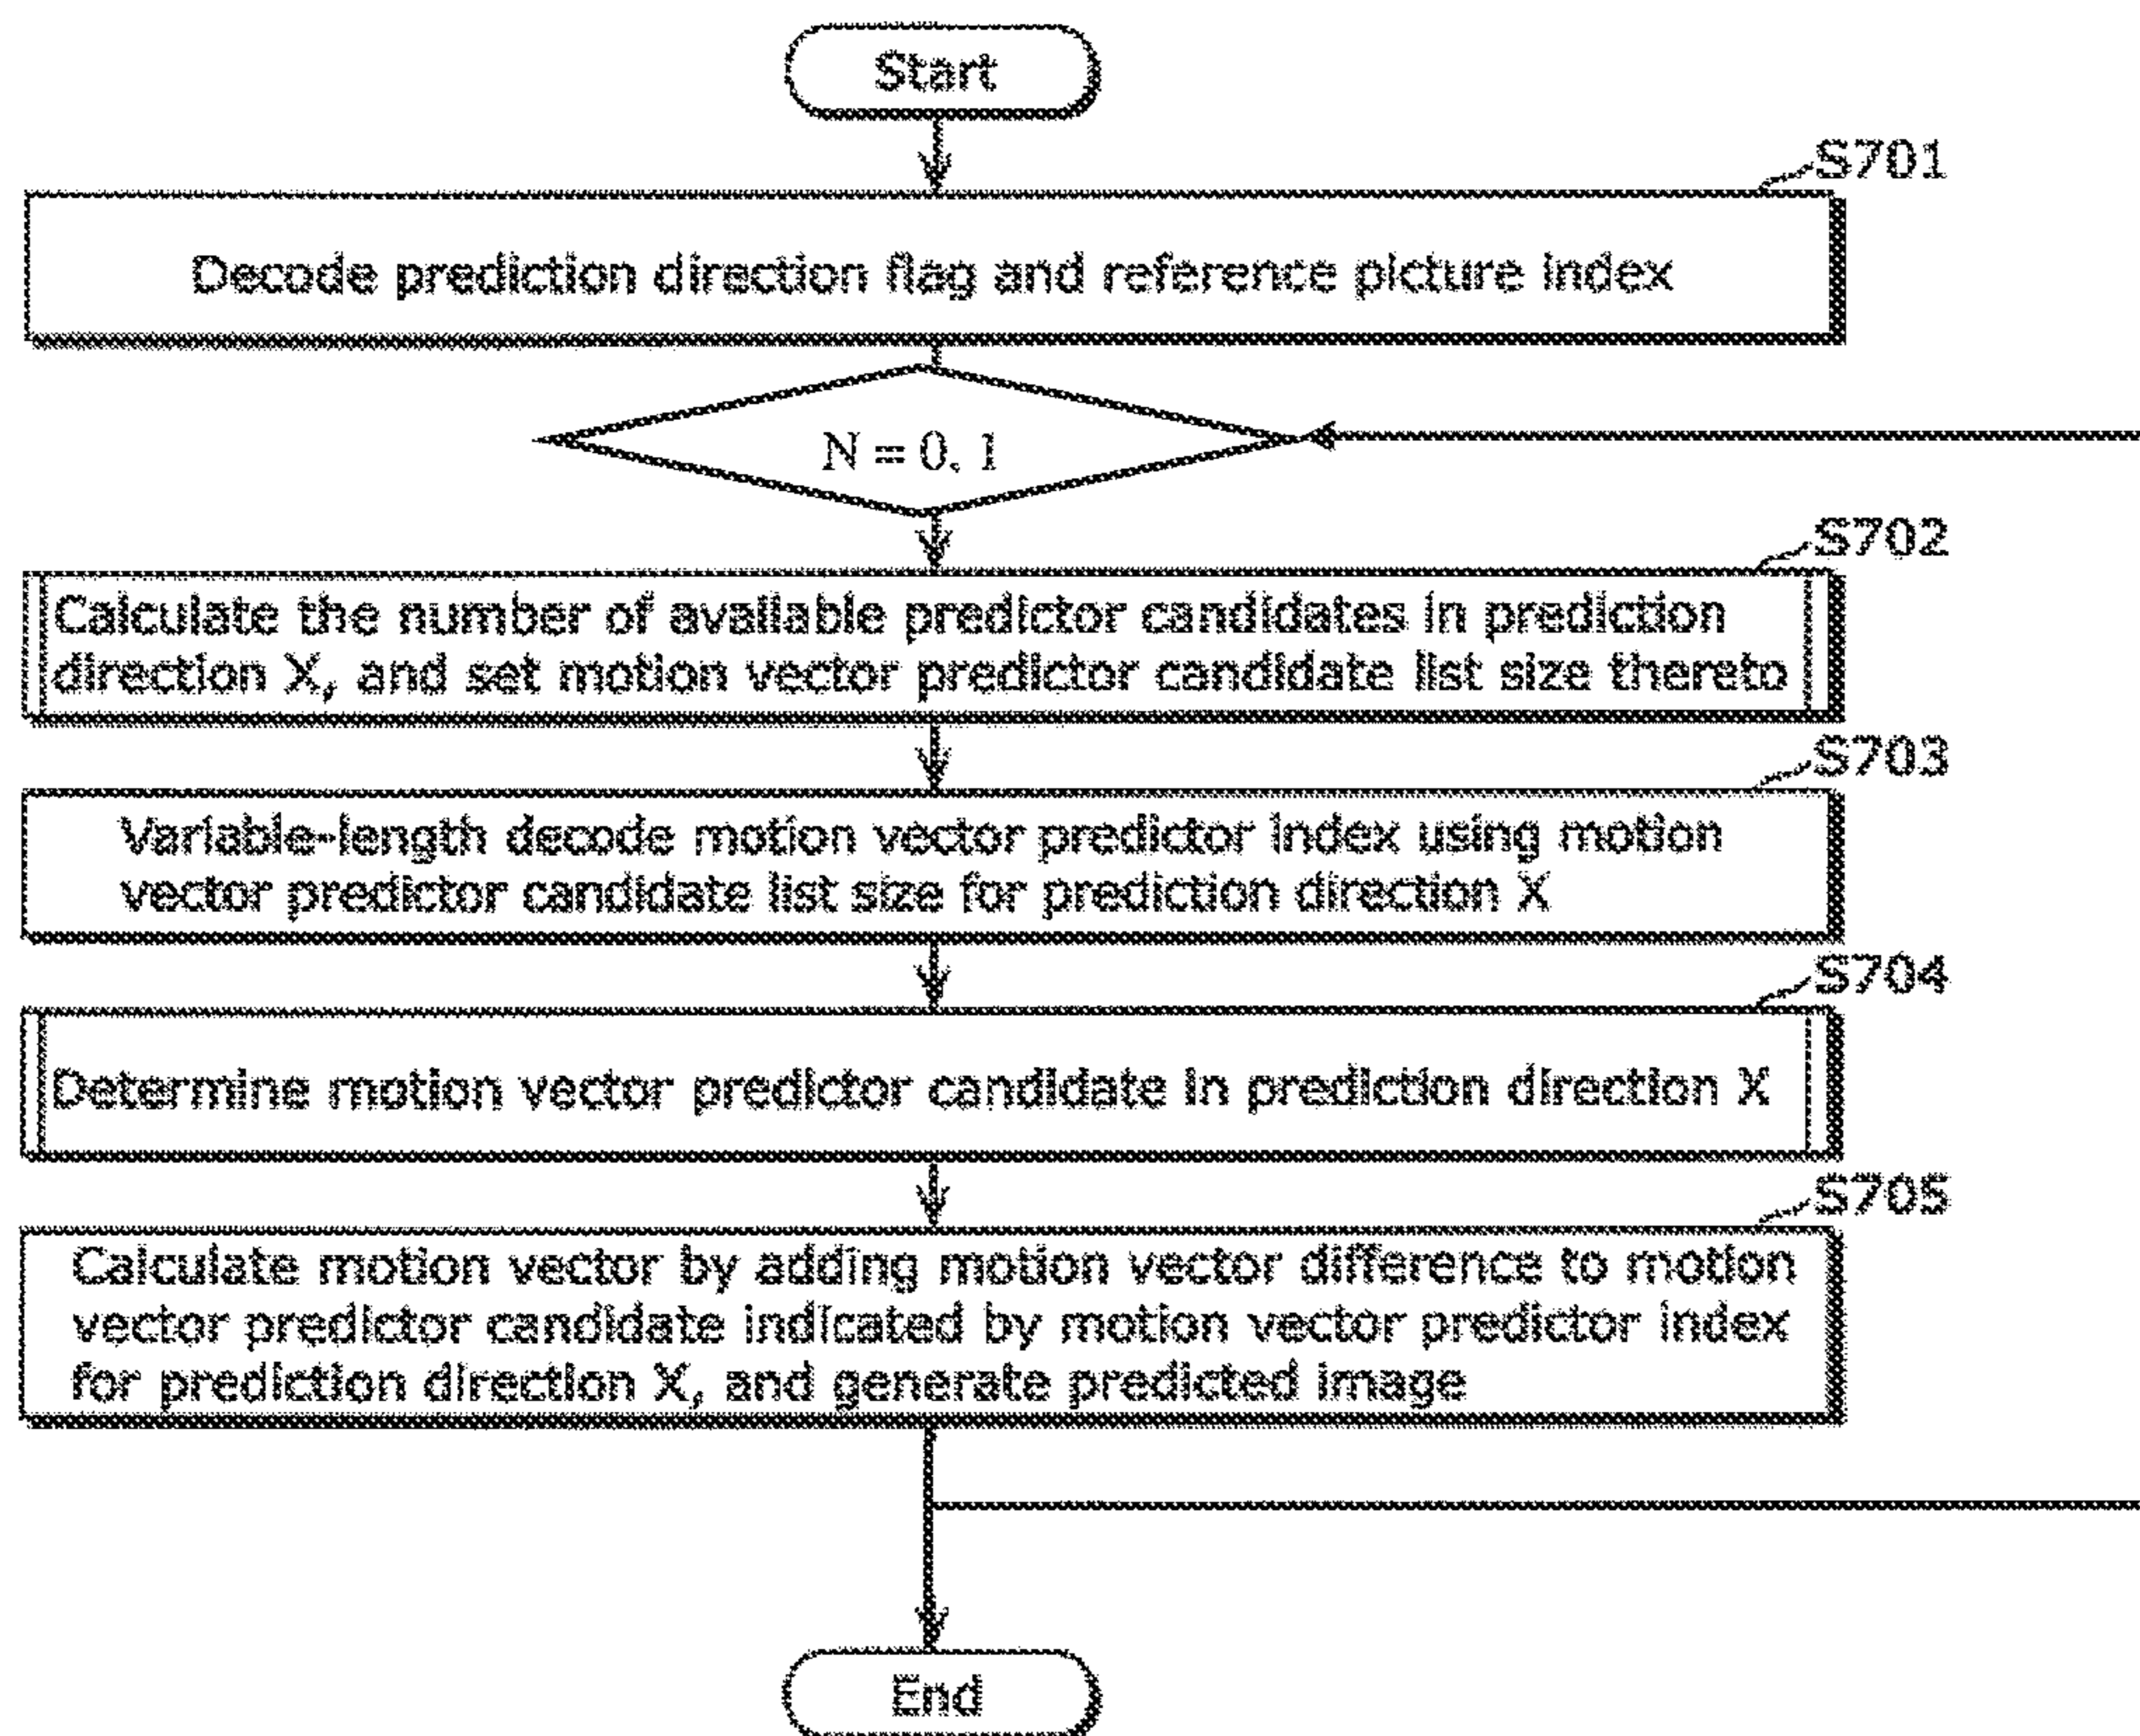 Start
S701
Decode prediction direction flag and reference picture index
N = 0, 1
S702
Calculate the number of available predictor candidates in prediction
direction X, and set motion vector predictor candidate list size thereto
S703
Variable-length decode motion vector predictor index using motion
vector predictor candidate list size for prediction direction X
S704
Determine motion vector predictor candidate in prediction direction X
S705
Calculate motion vector by adding motion vector difference to motion
vector predictor candidate indicated by motion vector predictor index
for prediction direction X, and generate predicted image
End